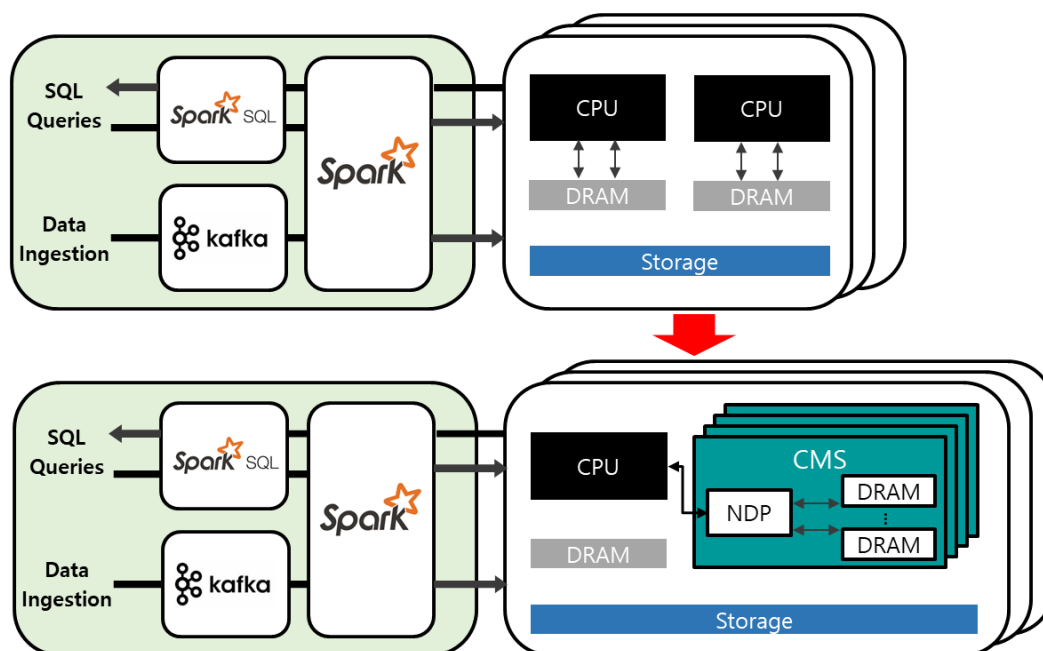 SQL
Queries
Spark SQL
Spark
Data
Ingestion
kafka
CPU
CPU
DRAM
DRAM
Storage
SQL
Queries
Spark SQL
Spark
Data
Ingestion
kafka
CPU
DRAM
CMS
NDP
DRAM
DRAM
Storage